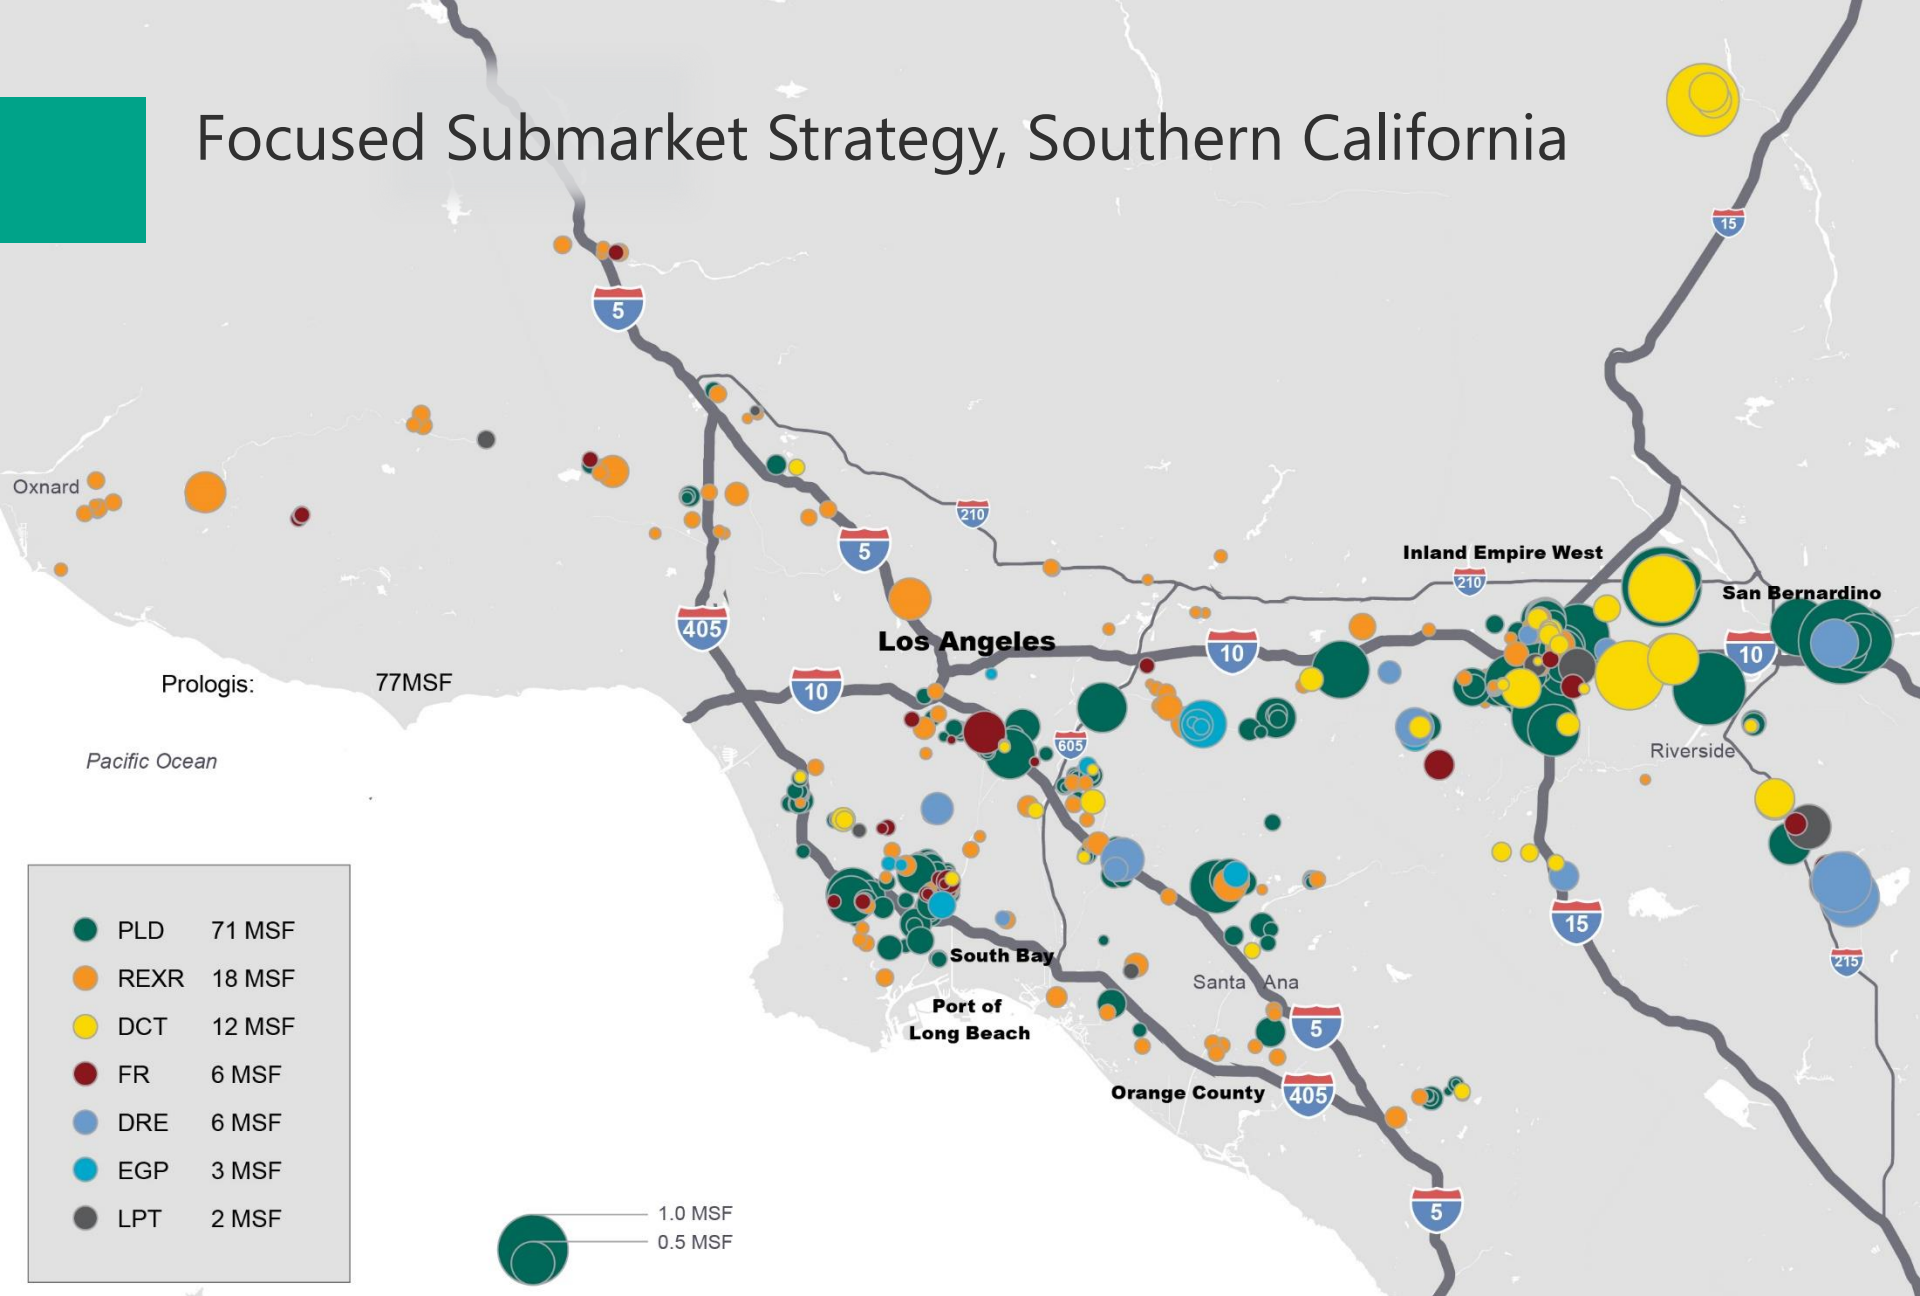 Focused Submarket Strategy, Southern California
15
5
Oxnard
210
5
Inland Empire West
210
San Bernardino
405
Los Angeles
10
10
10
Prologis: 77MSF
605
Riverside
Pacific Ocean
15
South Bay
215
Santa Ana
Port of
Long Beach
5
Orange County
405
5
PLD 71 MSF
REXR 18 MSF
DCT 12 MSF
FR 6 MSF
DRE 6 MSF
EGP 3 MSF
LPT 2 MSF
1.0 MSF
0.5 MSF